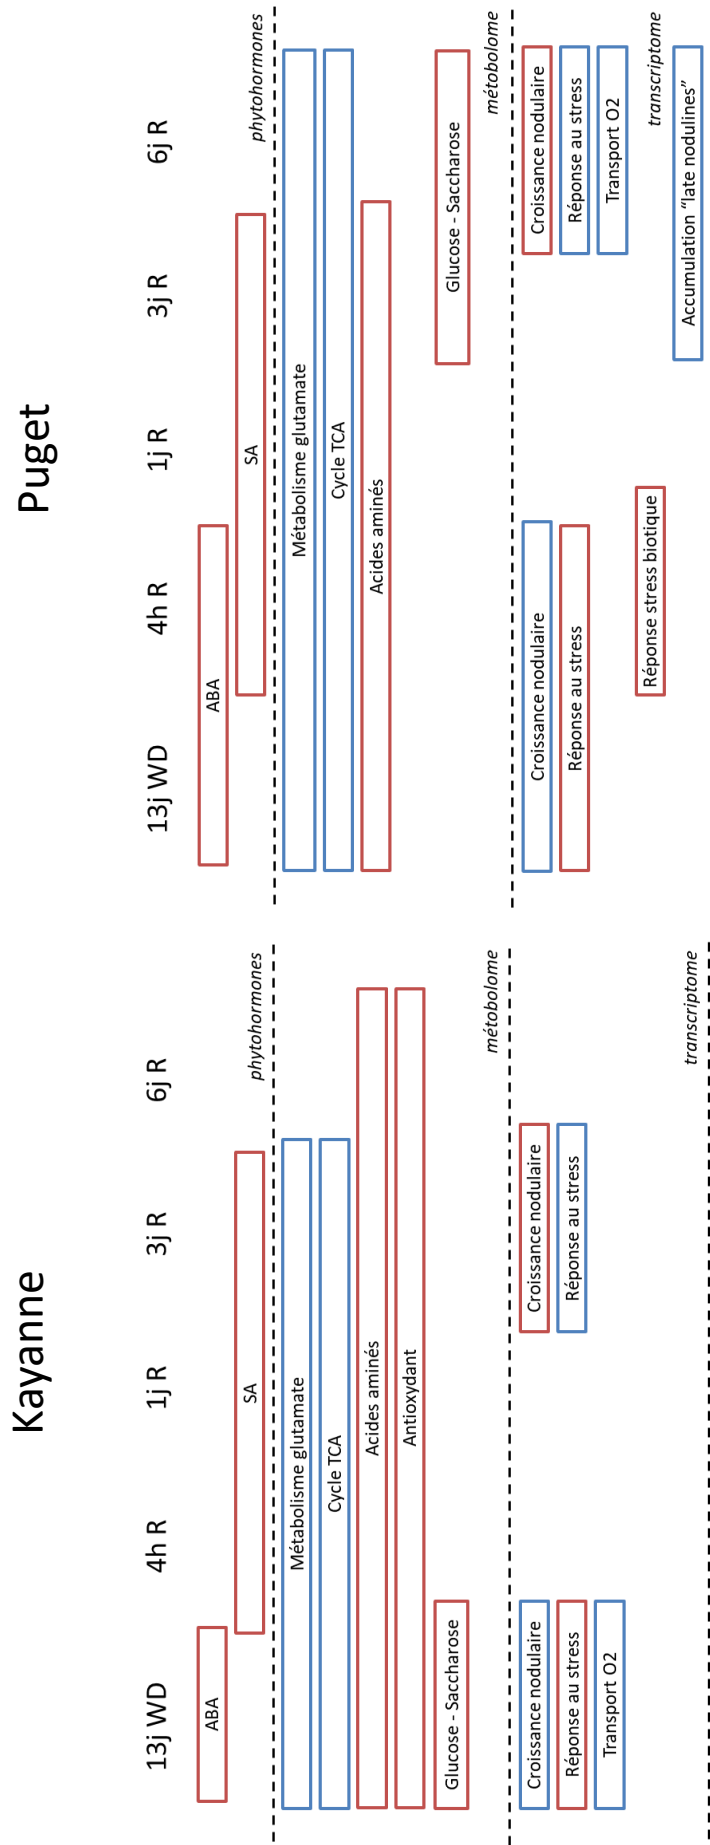 Kayanne
13j WD
4h R
1j R
3j R
6j R
ABA
SA
phytohormones
Métabolisme glutamate
Cycle TCA
Acides aminés
Antioxydant
Glucose - Saccharose
métobolome
Croissance nodulaire
Croissance nodulaire
Réponse au stress
Réponse au stress
Transport O2
transcriptome
Puget
13j WD
4h R
1j R
3j R
6j R
ABA
SA
phytohormones
Métabolisme glutamate
Cycle TCA
Acides aminés
Glucose - Saccharose
métobolome
Croissance nodulaire
Croissance nodulaire
Réponse au stress
Réponse au stress
Transport O2
Réponse stress biotique
transcriptome
Accumulation “late nodulines”